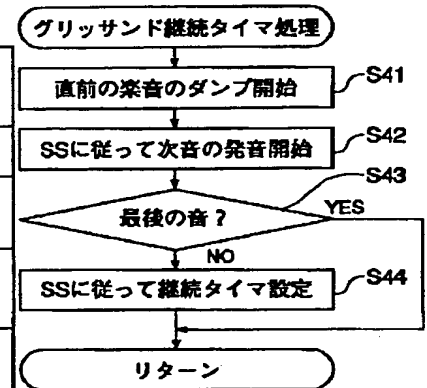 グリッサンド継続タイマ処理
直前の楽音のダンプ開始
S41
SSに従って次音の発音開始
S42
最後の音?
S43
YES
NO
SSに従って継続タイマ設定
S44
リターン